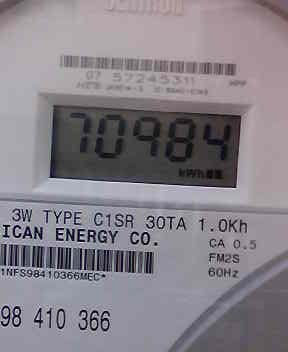 07 57245311
70984
kWh
3W TYPE C1SR 30TA 1.0Kh
ICAN ENERGY CO.
CA 0.5
FM2S
60Hz
1NFS98410366MEC*
98 410 366